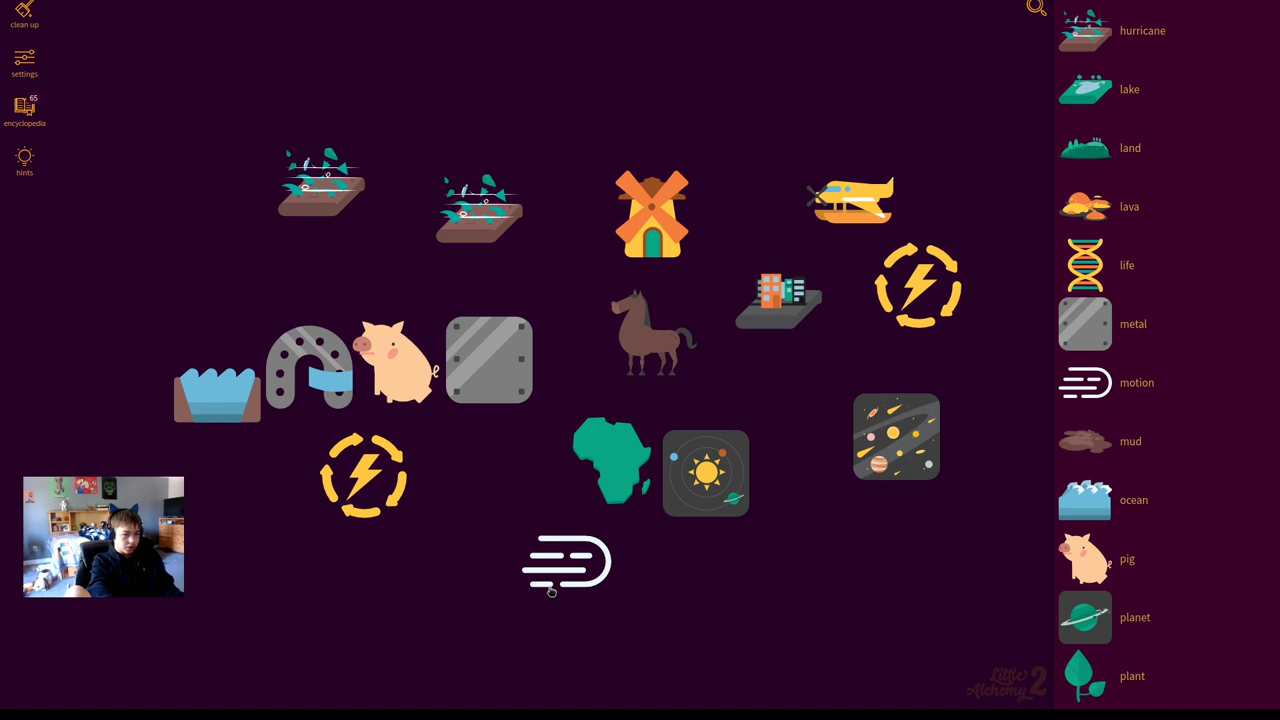 clean up
settings
65
encyclopedia
hints
hurricane
lake
land
lava
life
metal
motion
mud
ocean
pig
planet
plant
Little
Alchemy 2